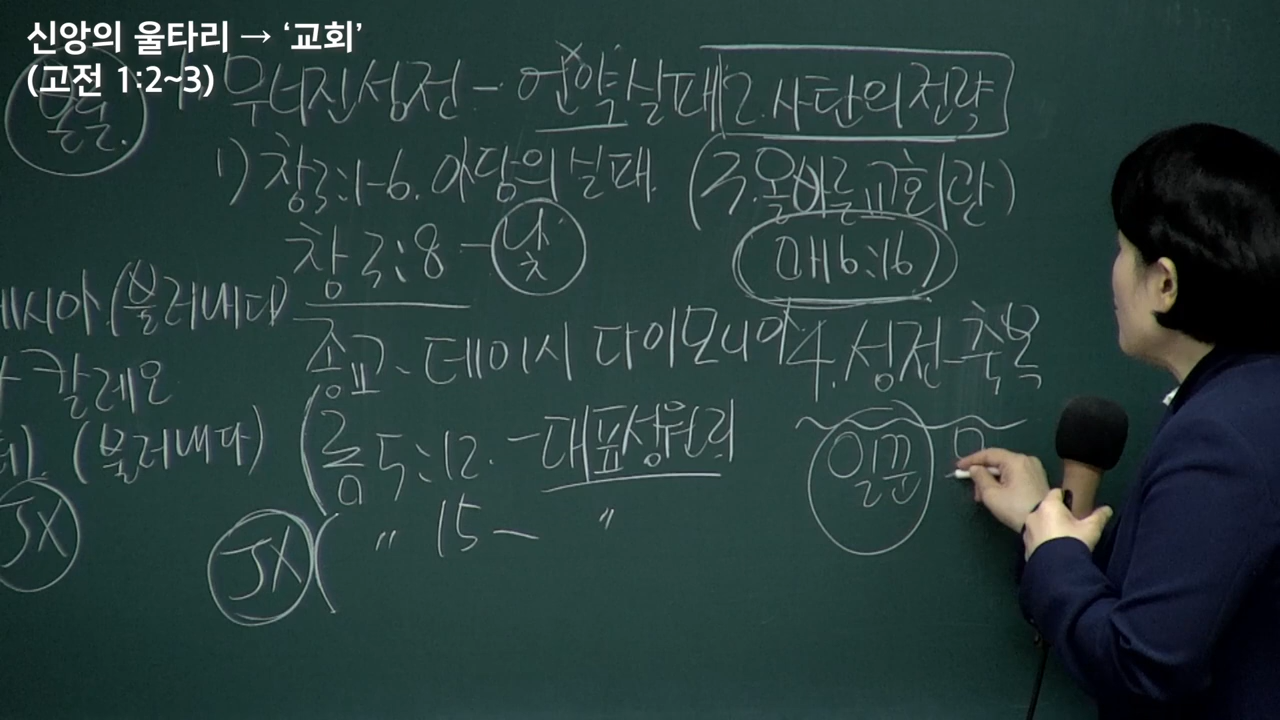 신앙의 울타리 → ‘교회’
(고전 1:2~3)
무너진성전 - 언약실패
1) 창3:1-6. 아담의 실패
창 3:8 - 낯
(불러내다)
칼레오
(불러내다)
JX
종교. 데이시 다이모니아
롬 5:12. - 대표성원리
〃 15 ~ 〃
JX
2. 사단의전략
(3. 올바른교회관)
마16:16
4. 성전-축복
일꾼